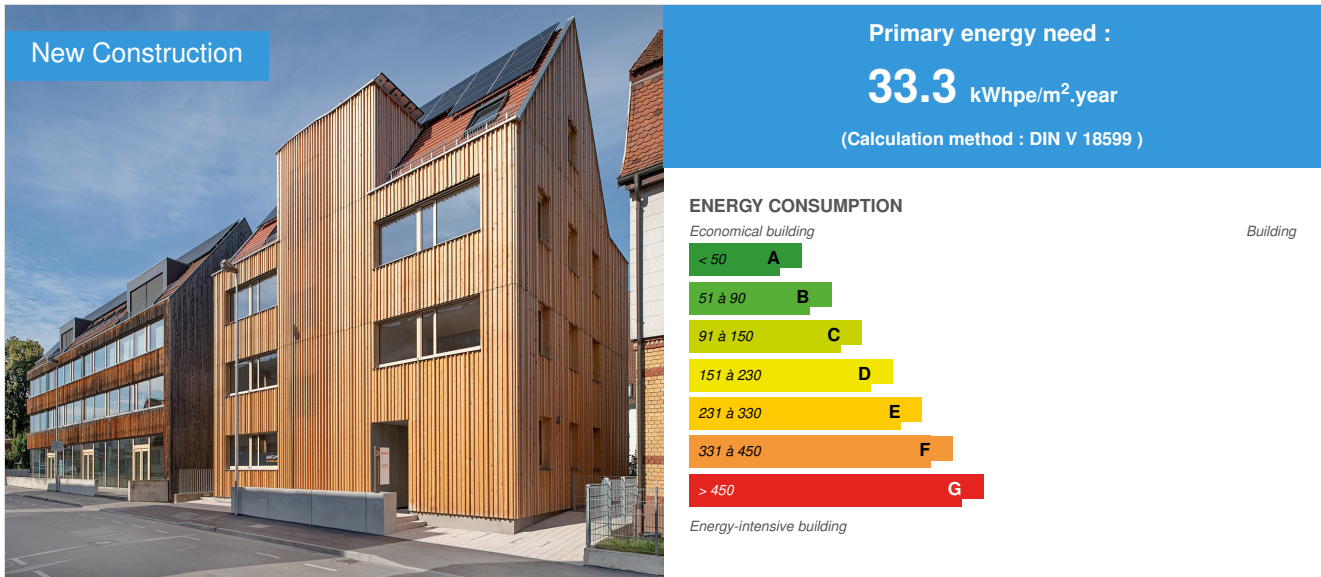 New Construction
Primary energy need :
33.3 kWhpe/m².year
(Calculation method : DIN V 18599 )
ENERGY CONSUMPTION
Economical building
Building
< 50 A
51 à 90 B
91 à 150 C
151 à 230 D
231 à 330 E
331 à 450 F
> 450 G
Energy-intensive building